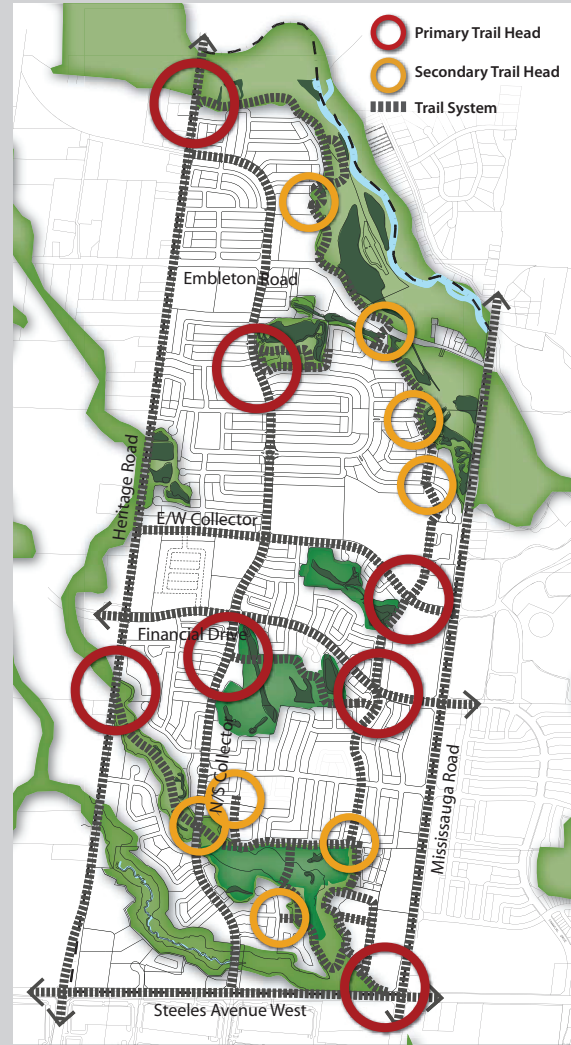 Primary Trail Head
Secondary Trail Head
Trail System
Embleton Road
Heritage Road
E/W Collector
Financial Drive
N/S Collector
Mississauga Road
Steeles Avenue West